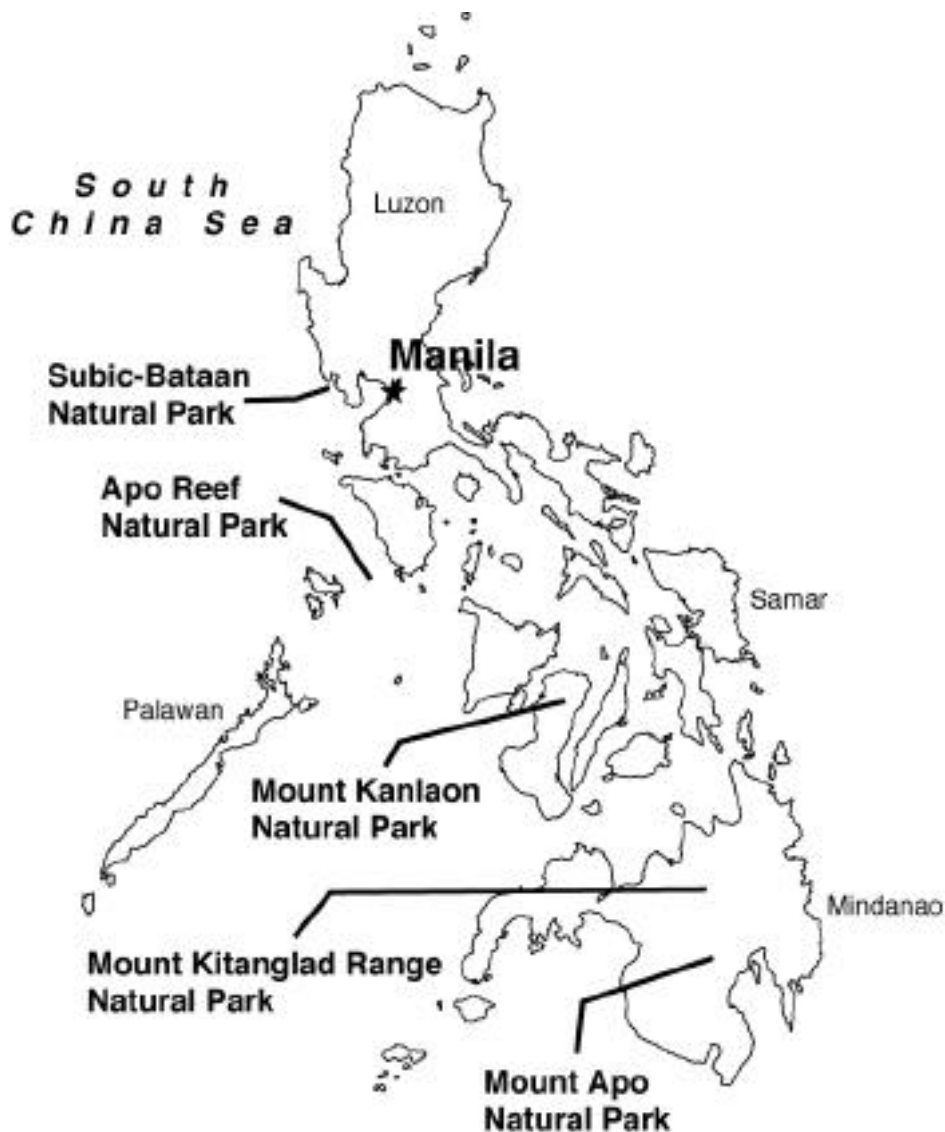 South
China Sea
Luzon
Manila
Subic-Bataan
Natural Park
Apo Reef
Natural Park
Samar
Palawan
Mount Kanlaon
Natural Park
Mindanao
Mount Kitanglad Range
Natural Park
Mount Apo
Natural Park